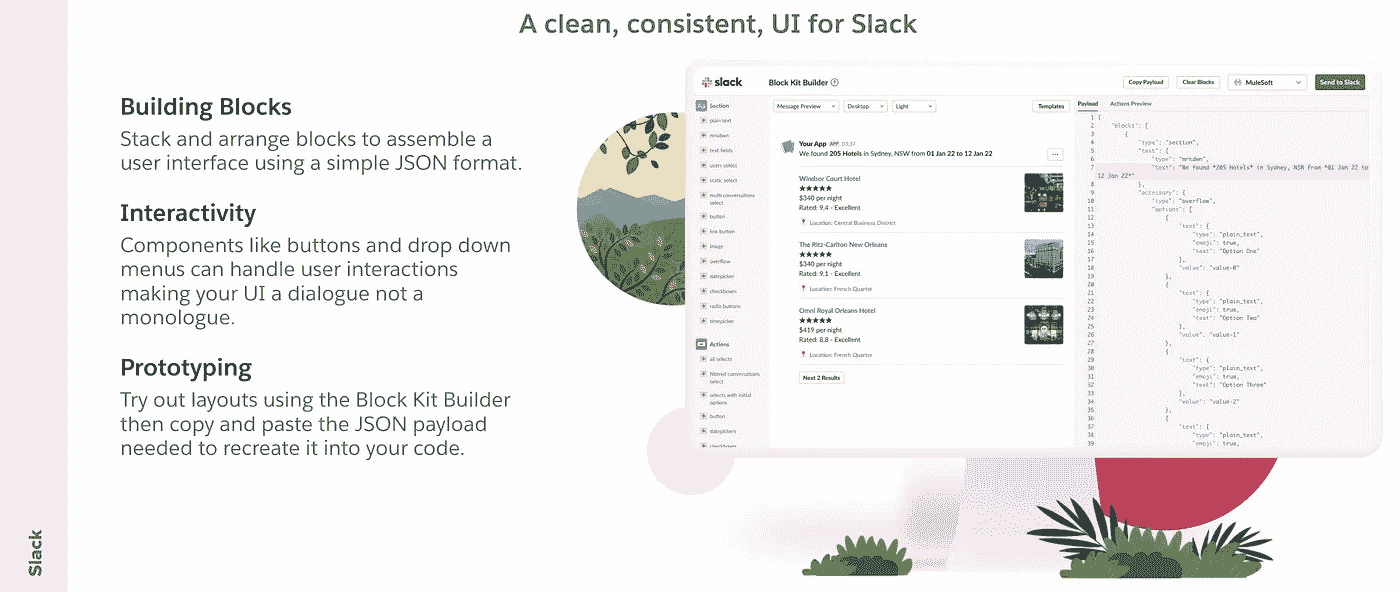 A clean, consistent, UI for Slack
Building Blocks
Stack and arrange blocks to assemble a
user interface using a simple JSON format.
Interactivity
Components like buttons and drop down
menus can handle user interactions
making your UI a dialogue not a
monologue.
Prototyping
Try out layouts using the Block Kit Builder
then copy and paste the JSON payload
needed to recreate it into your code.
Slack
slack
Block Kit Builder
Copy Payload
Clear Blocks
MuleSoft
Send to Slack
Section
plain text
mrkdwn
text fields
users select
static select
multi conversations
select
button
link button
image
overflow
datepicker
checkboxes
radio buttons
timepicker
Actions
all selects
filtered conversations
select
selects with initial
options
button
datepickers
checkboxes
Message Preview
Desktop
Light
Templates
Your App APP 03:37
We found 205 Hotels in Sydney, NSW from 01 Jan 22 to 12 Jan 22
Windsor Court Hotel
★★★★★
$340 per night
Rated: 9.4 - Excellent
Location: Central Business District
The Ritz-Carlton New Orleans
★★★★★
$340 per night
Rated: 9.1 - Excellent
Location: French Quarter
Omni Royal Orleans Hotel
★★★★★
$419 per night
Rated: 8.8 - Excellent
Location: French Quarter
Next 2 Results
Payload
Actions Preview
1 {
2 "blocks": [
3 {
4 "type": "section",
5 "text": {
6 "type": "mrkdwn",
7 "text": "We found *205 Hotels* in Sydney, NSW from *01 Jan 22 to
12 Jan 22*"
8 },
9 "accessory": {
10 "type": "overflow",
11 "options": [
12 {
13 "text": {
14 "type": "plain_text",
15 "emoji": true,
16 "text": "Option One"
17 },
18 "value": "value-0"
19 },
20 {
21 "text": {
22 "type": "plain_text",
23 "emoji": true,
24 "text": "Option Two"
25 },
26 "value": "value-1"
27 },
28 {
29 "text": {
30 "type": "plain_text",
31 "emoji": true,
32 "text": "Option Three"
33 },
34 "value": "value-2"
35 },
36 {
37 "text": {
38 "type": "plain_text",
39 "emoji": true,